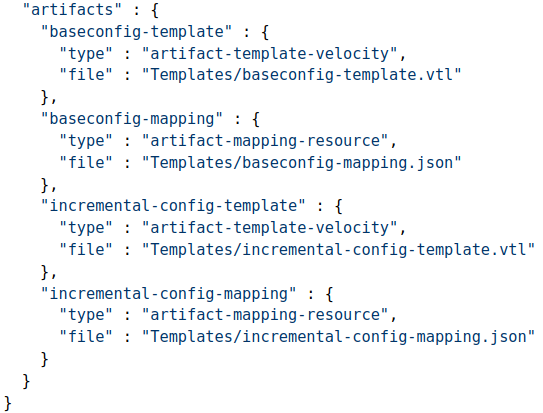 "artifacts" : {
"baseconfig-template" : {
"type" : "artifact-template-velocity",
"file" : "Templates/baseconfig-template.vtl"
},
"baseconfig-mapping" : {
"type" : "artifact-mapping-resource",
"file" : "Templates/baseconfig-mapping.json"
},
"incremental-config-template" : {
"type" : "artifact-template-velocity",
"file" : "Templates/incremental-config-template.vtl"
},
"incremental-config-mapping" : {
"type" : "artifact-mapping-resource",
"file" : "Templates/incremental-config-mapping.json"
}
}
}